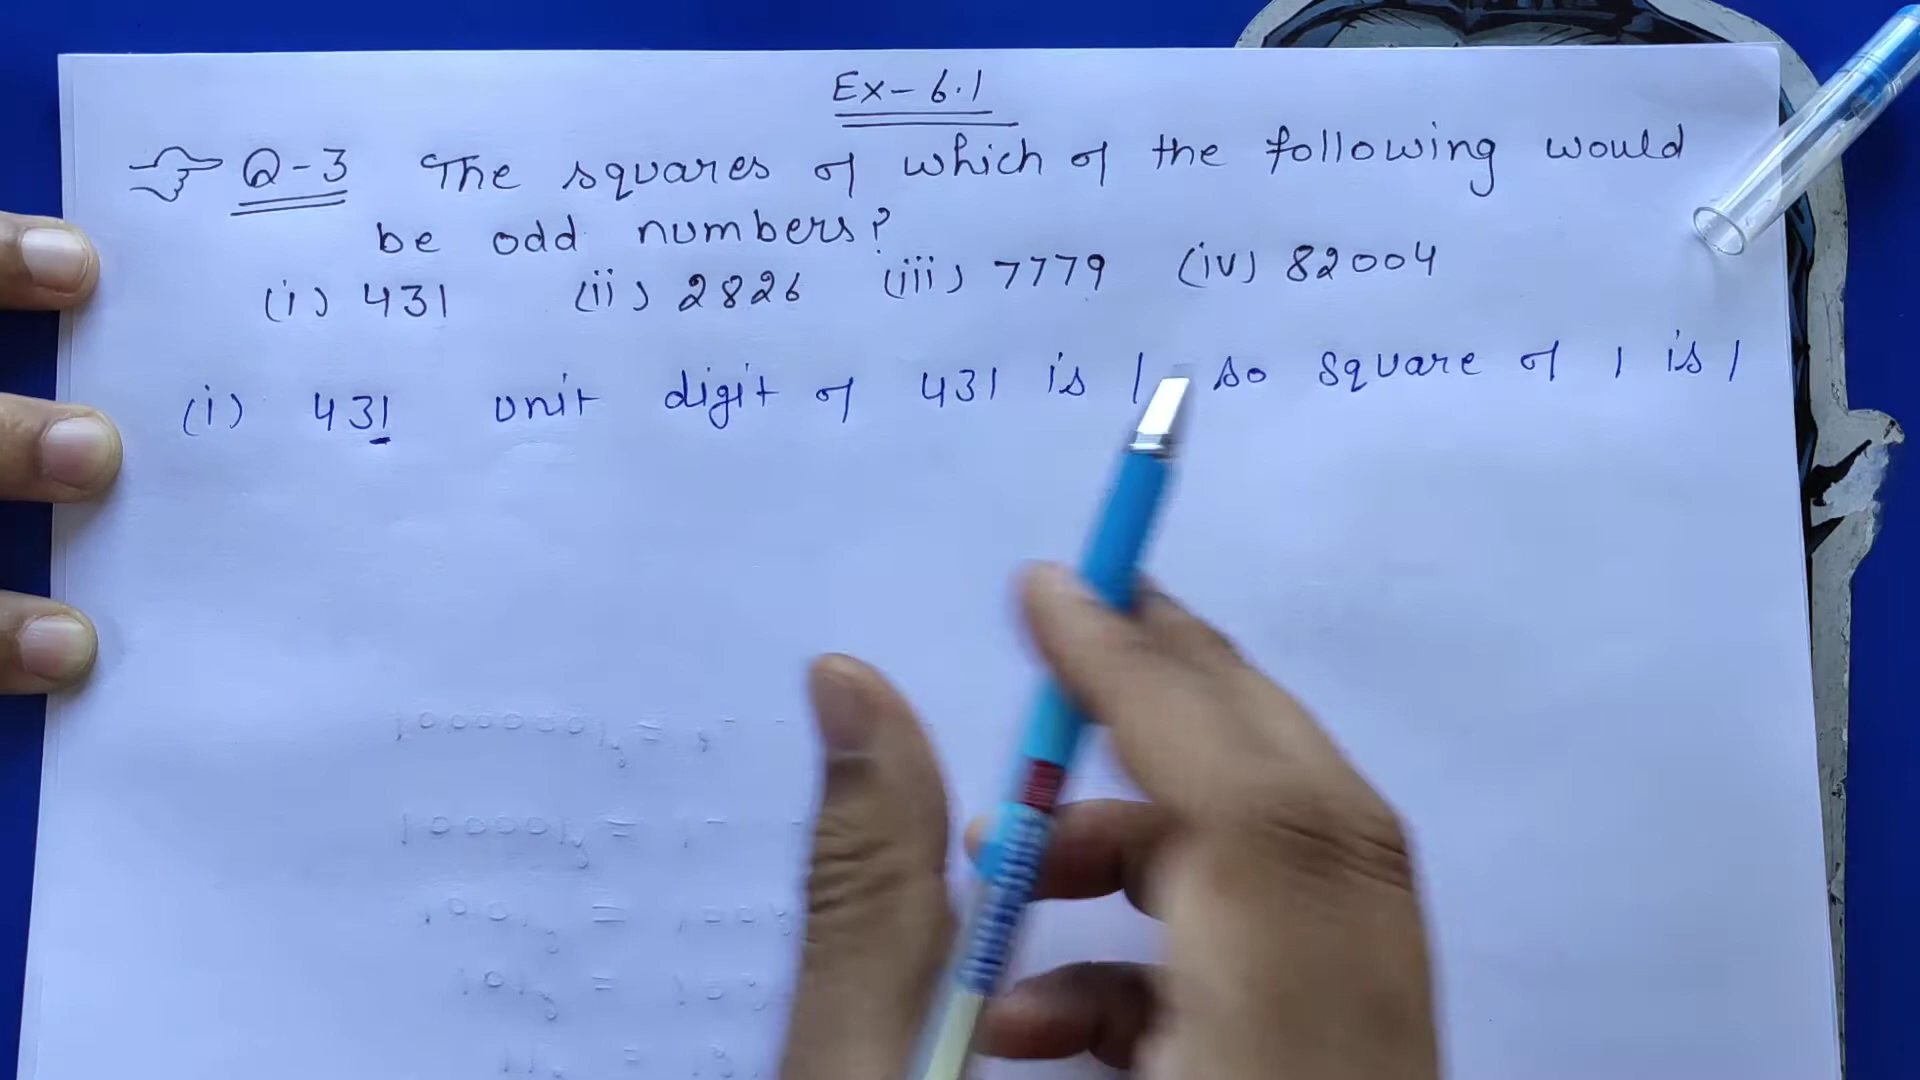 Ex-6.1
Q-3 The squares of which of the following would
be odd numbers?
(i) 431 (ii) 2826 (iii) 7779 (iv) 82004
(i) 431 unit digit of 431 is 1 so square of 1 is 1